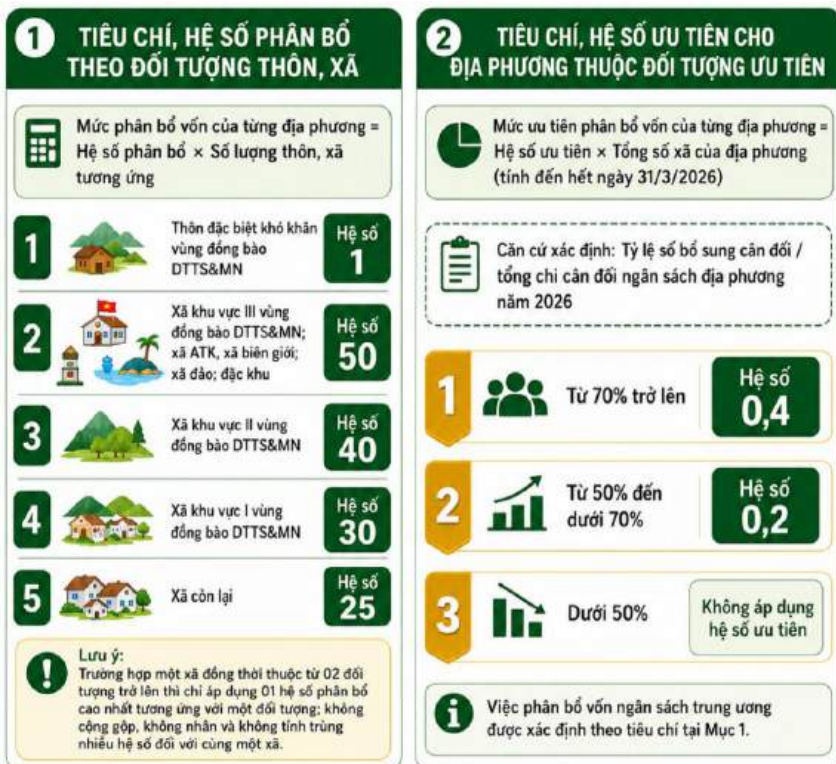 1
TIÊU CHÍ, HỆ SỐ PHÂN BỔ
THEO ĐỐI TƯỢNG THÔN, XÃ
Mức phân bổ vốn của từng địa phương =
Hệ số phân bổ × Số lượng thôn, xã
tương ứng
1
Thôn đặc biệt khó khăn
vùng đồng bào
DTTS&MN
Hệ số
1
2
Xã khu vực III vùng
đồng bào DTTS&MN;
xã ATK, xã biên giới;
xã đảo; đặc khu
Hệ số
50
3
Xã khu vực II vùng
đồng bào DTTS&MN
Hệ số
40
4
Xã khu vực I vùng
đồng bào DTTS&MN
Hệ số
30
5
Xã còn lại
Hệ số
25
Lưu ý:
Trường hợp một xã đồng thời thuộc từ 02 đối
tượng trở lên thì chỉ áp dụng 01 hệ số phân bổ
cao nhất tương ứng với một đối tượng; không
cộng gộp, không nhân và không tính trùng
nhiều hệ số đối với cùng một xã.
2
TIÊU CHÍ, HỆ SỐ ƯU TIÊN CHO
ĐỊA PHƯƠNG THUỘC ĐỐI TƯỢNG ƯU TIÊN
Mức ưu tiên phân bổ vốn của từng địa phương =
Hệ số ưu tiên × Tổng số xã của địa phương
(tính đến hết ngày 31/3/2026)
Căn cứ xác định: Tỷ lệ số bổ sung cân đối /
tổng chi cân đối ngân sách địa phương
năm 2026
1
Từ 70% trở lên
Hệ số
0,4
2
Từ 50% đến
dưới 70%
Hệ số
0,2
3
Dưới 50%
Không áp dụng
hệ số ưu tiên
Việc phân bổ vốn ngân sách trung ương
được xác định theo tiêu chí tại Mục 1.